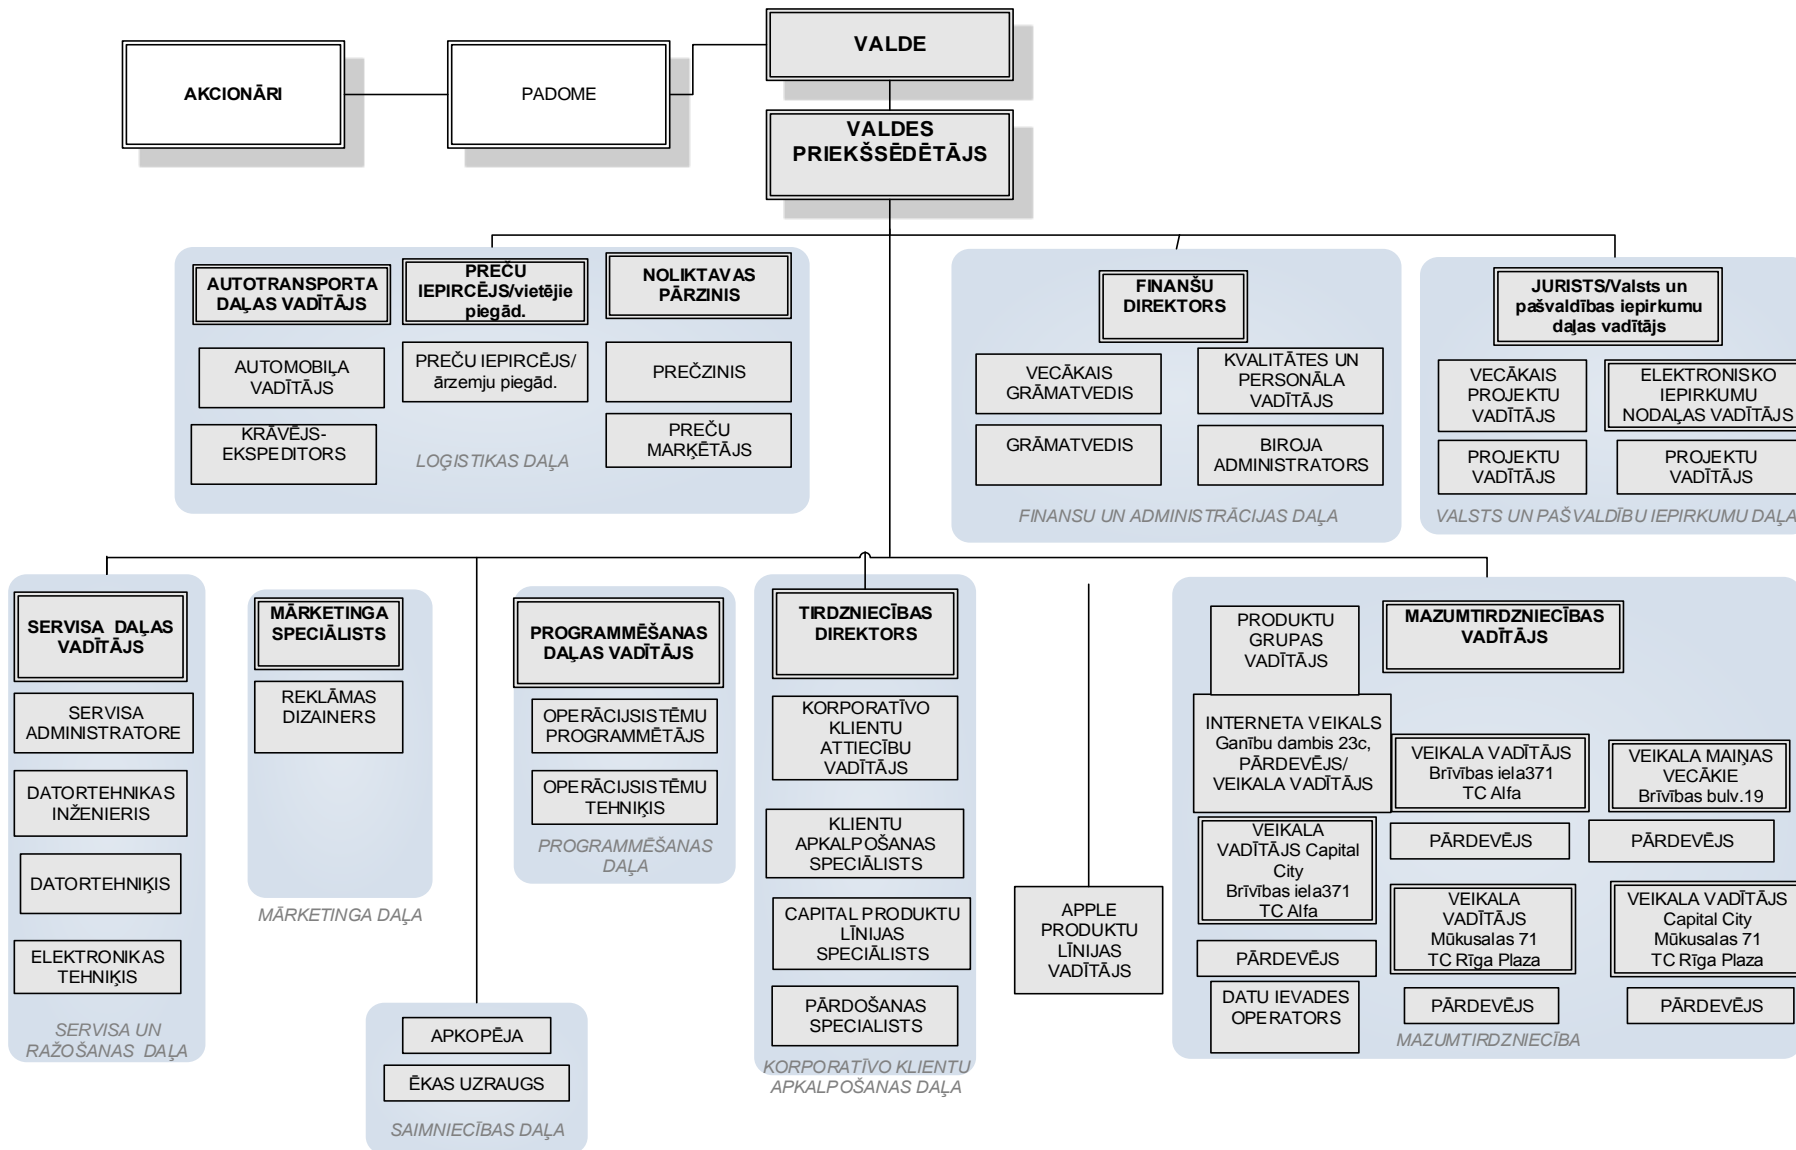 AKCIONĀRI
PADOME
VALDE
VALDES
PRIEKŠSĒDĒTĀJS
AUTOTRANSPORTA
DAĻAS VADĪTĀJS
PREČU
IEPIRCĒJS/vietējie
piegād.
NOLIKTAVAS
PĀRZINIS
AUTOMOBIĻA
VADĪTĀJS
PREČU IEPIRCĒJS/
ārzemju piegād.
PREČZINIS
KRĀVĒJS-
EKSPEDITORS
PREČU
MARĶĒTĀJS
LOĢISTIKAS DAĻA
FINANŠU
DIREKTORS
VECĀKAIS
GRĀMATVEDIS
KVALITĀTES UN
PERSONĀLA
VADĪTĀJS
GRĀMATVEDIS
BIROJA
ADMINISTRATORS
FINANSU UN ADMINISTRĀCIJAS DAĻA
JURISTS/Valsts un
pašvaldības iepirkumu
daļas vadītājs
VECĀKAIS
PROJEKTU
VADĪTĀJS
ELEKTRONISKO
IEPIRKUMU
NODAĻAS VADĪTĀJS
PROJEKTU
VADĪTĀJS
PROJEKTU
VADĪTĀJS
VALSTS UN PAŠVALDĪBU IEPIRKUMU DAĻA
SERVISA DAĻAS
VADĪTĀJS
SERVISA
ADMINISTRATORE
DATORTEHNIKAS
INŽENIERIS
DATORTEHNIĶIS
ELEKTRONIKAS
TEHNIĶIS
SERVISA UN
RAŽOŠANAS DAĻA
MĀRKETINGA
SPECIĀLISTS
REKLĀMAS
DIZAINERS
MĀRKETINGA DAĻA
APKOPĒJA
ĒKAS UZRAUGS
SAIMNIECĪBAS DAĻA
PROGRAMMĒŠANAS
DAĻAS VADĪTĀJS
OPERĀCIJSISTĒMU
PROGRAMMĒTĀJS
OPERĀCIJSISTĒMU
TEHNIĶIS
PROGRAMMĒŠANAS
DAĻA
TIRDZNIECĪBAS
DIREKTORS
KORPORATĪVO
KLIENTU
ATTIECĪBU
VADĪTĀJS
KLIENTU
APKALPOŠANAS
SPECIĀLISTS
CAPITAL PRODUKTU
LĪNIJAS
SPECIĀLISTS
PĀRDOŠANAS
SPECIALISTS
KORPORATĪVO KLIENTU
APKALPOŠANAS DAĻA
APPLE
PRODUKTU
LĪNIJAS
VADĪTĀJS
PRODUKTU
GRUPAS
VADĪTĀJS
MAZUMTIRDZNIECĪBAS
VADĪTĀJS
INTERNETA VEIKALS
Ganību dambis 23c,
PĀRDEVĒJS/
VEIKALA VADĪTĀJS
VEIKALA VADĪTĀJS
Brīvības iela371
TC Alfa
VEIKALA MAIŅAS
VECĀKIE
Brīvības bulv.19
VEIKALA
VADĪTĀJS Capital
City
Brīvības iela371
TC Alfa
PĀRDEVĒJS
PĀRDEVĒJS
VEIKALA
VADĪTĀJS
Mūkusalas 71
TC Rīga Plaza
VEIKALA VADĪTĀJS
Capital City
Mūkusalas 71
TC Rīga Plaza
PĀRDEVĒJS
DATU IEVADES
OPERATORS
PĀRDEVĒJS
PĀRDEVĒJS
MAZUMTIRDZNIECĪBA